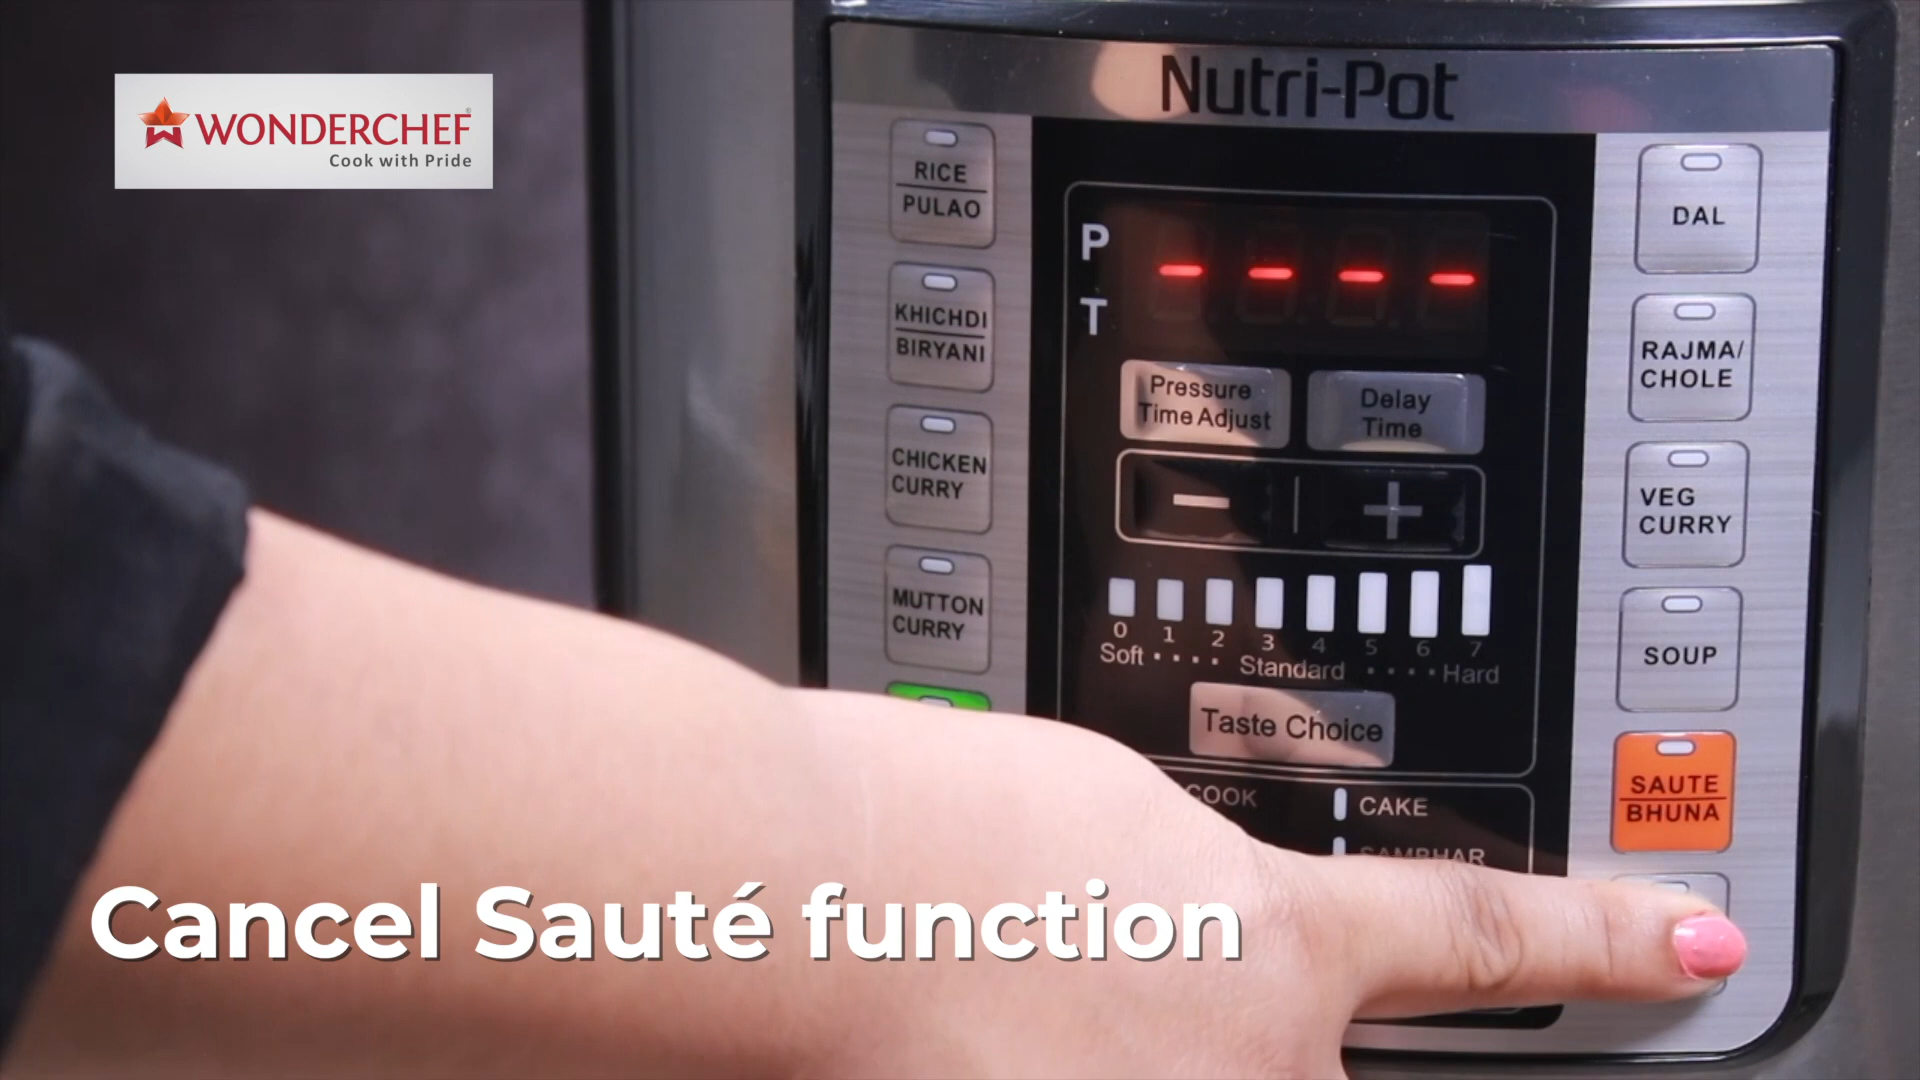 WONDERCHEF
®
Cook with Pride
Nutri-Pot
RICE
PULAO
KHICHDI
BIRYANI
CHICKEN
CURRY
MUTTON
CURRY
P
T
- - - -
Pressure
Time Adjust
Delay
Time
- +
0 1 2 3 4 5 6 7
Soft ···· Standard ···· Hard
Taste Choice
COOK
CAKE
SAMBHAR
DAL
RAJMA/
CHOLE
VEG
CURRY
SOUP
SAUTE
BHUNA
Cancel Sauté function